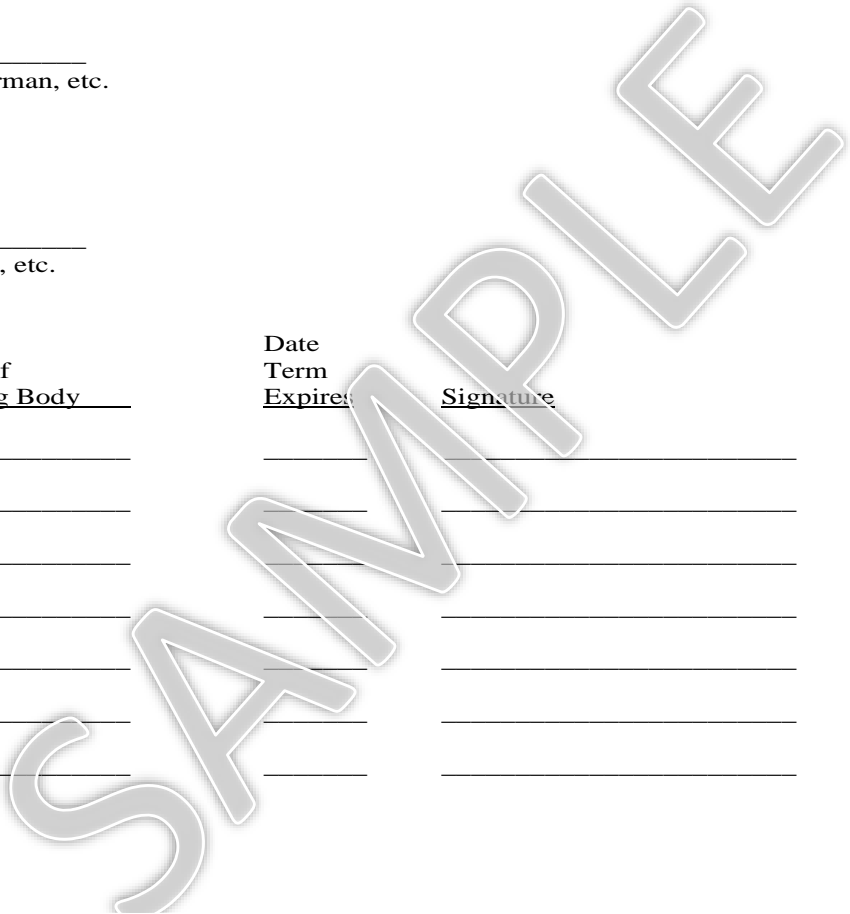 rman, etc.
, etc.
Date
f Term
g Body Expires Signature
SAMPLE